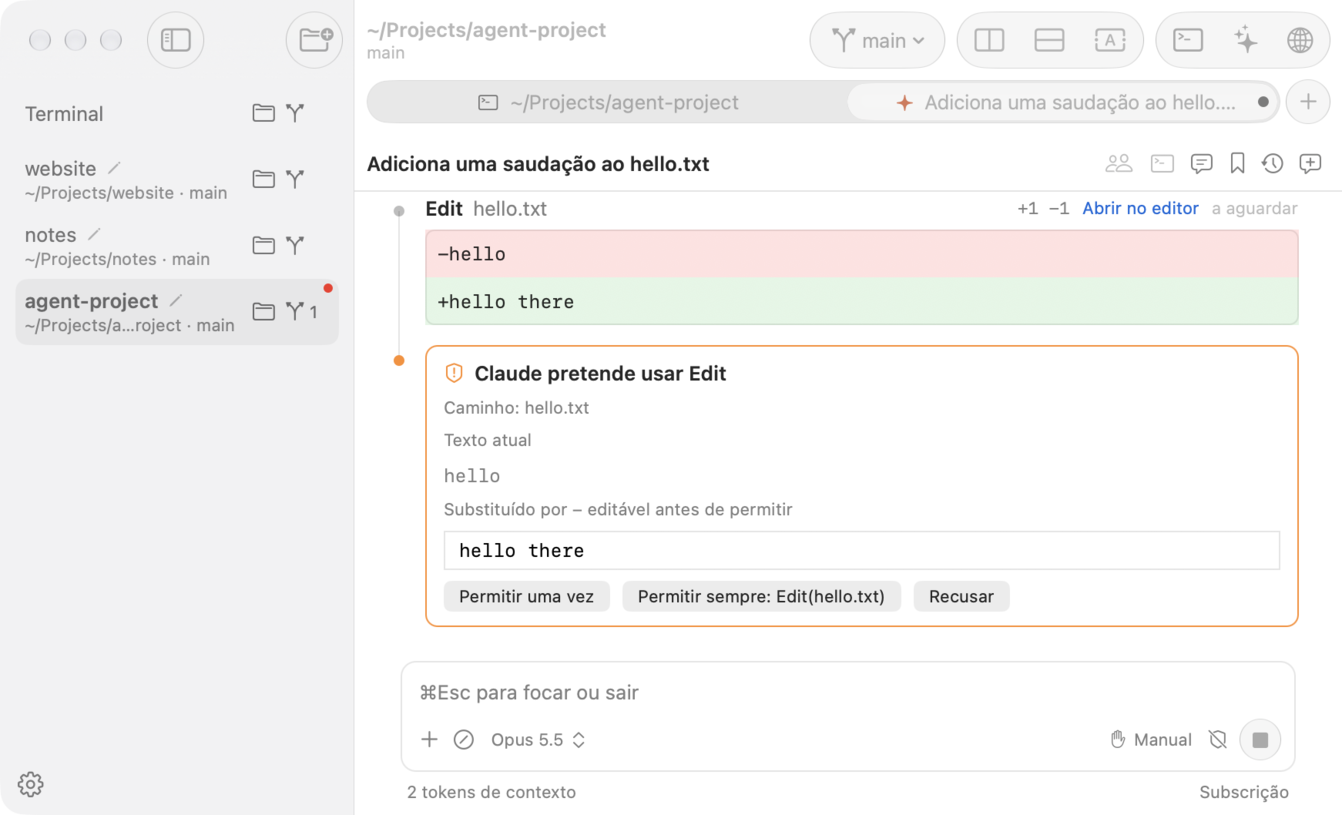 ~/Projects/agent-project
main
main
Terminal
~/Projects/agent-project
Adiciona uma saudação ao hello....
website
~/Projects/website · main
notes
~/Projects/notes · main
agent-project
~/Projects/a...roject · main
1
Adiciona uma saudação ao hello.txt
Edit hello.txt
+1 −1 Abrir no editor a aguardar
−hello
+hello there
Claude pretende usar Edit
Caminho: hello.txt
Texto atual
hello
Substituído por – editável antes de permitir
hello there
Permitir uma vez Permitir sempre: Edit(hello.txt) Recusar
⌘Esc para focar ou sair
Opus 5.5
Manual
2 tokens de contexto
Subscrição